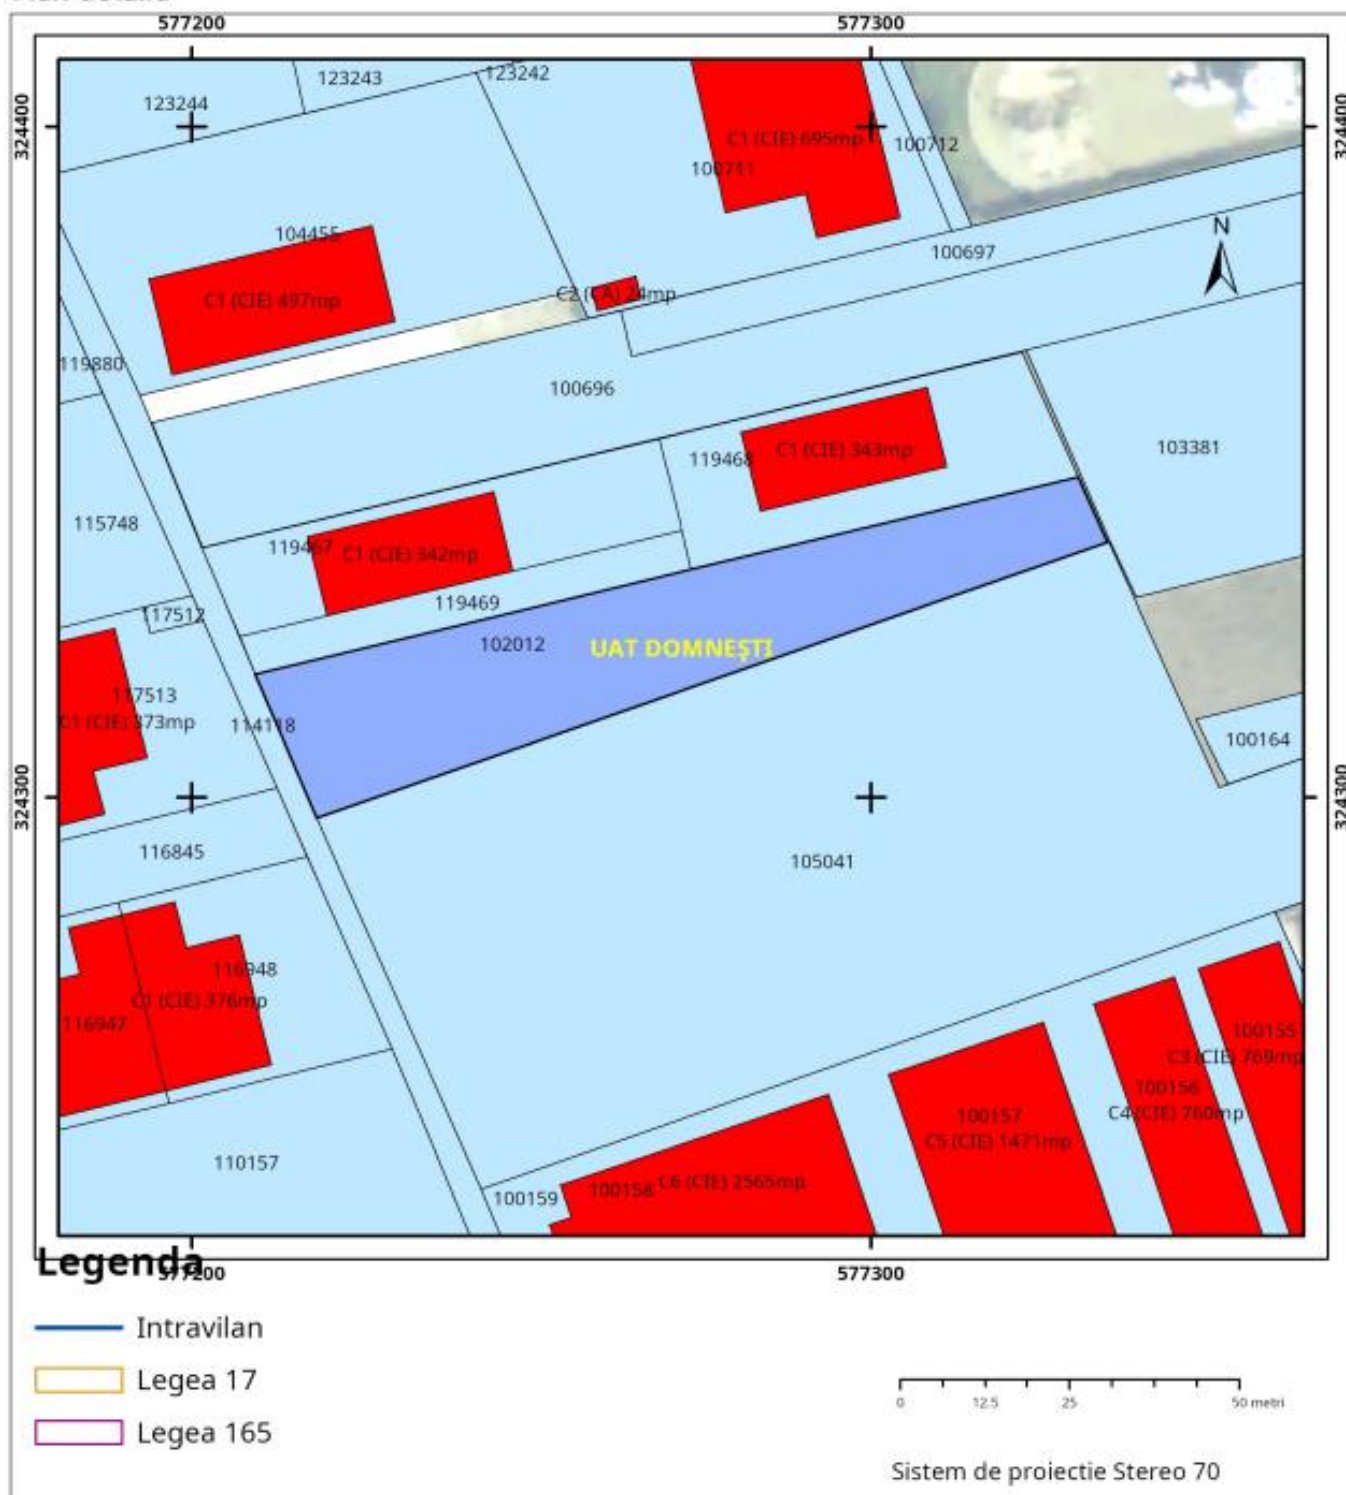 577200
577300
324400
324400
123243
123242
123244
C1 (CIE) 695mp
100712
100711
104455
100697
N
C2 (FA) 24mp
C1 (CIE) 497mp
119880
100696
103381
119468
C1 (CIE) 343mp
115748
119467
C1 (CIE) 342mp
119469
117512
102012
UAT DOMNEȘTI
117513
C1 (CIE) 373mp
114118
100164
324300
324300
116845
105041
116948
C1 (CIE) 376mp
116947
100155
C3 (CIE) 769mp
100156
C4 (CIE) 760mp
100157
C5 (CIE) 1471mp
110157
100159
100158
C6 (CIE) 2565mp
Legenda
577200
577300
Intravilan
Legea 17
Legea 165
0
12.5
25
50 metri
Sistem de proiectie Stereo 70